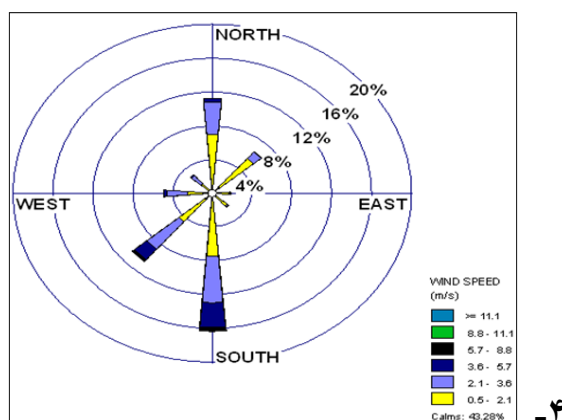 NORTH
20%
16%
12%
8%
4%
WEST
EAST
SOUTH
WIND SPEED
(m/s)
>= 11.1
8.8 - 11.1
5.7 - 8.8
3.6 - 5.7
2.1 - 3.6
0.5 - 2.1
Calms: 43.28%
۴-